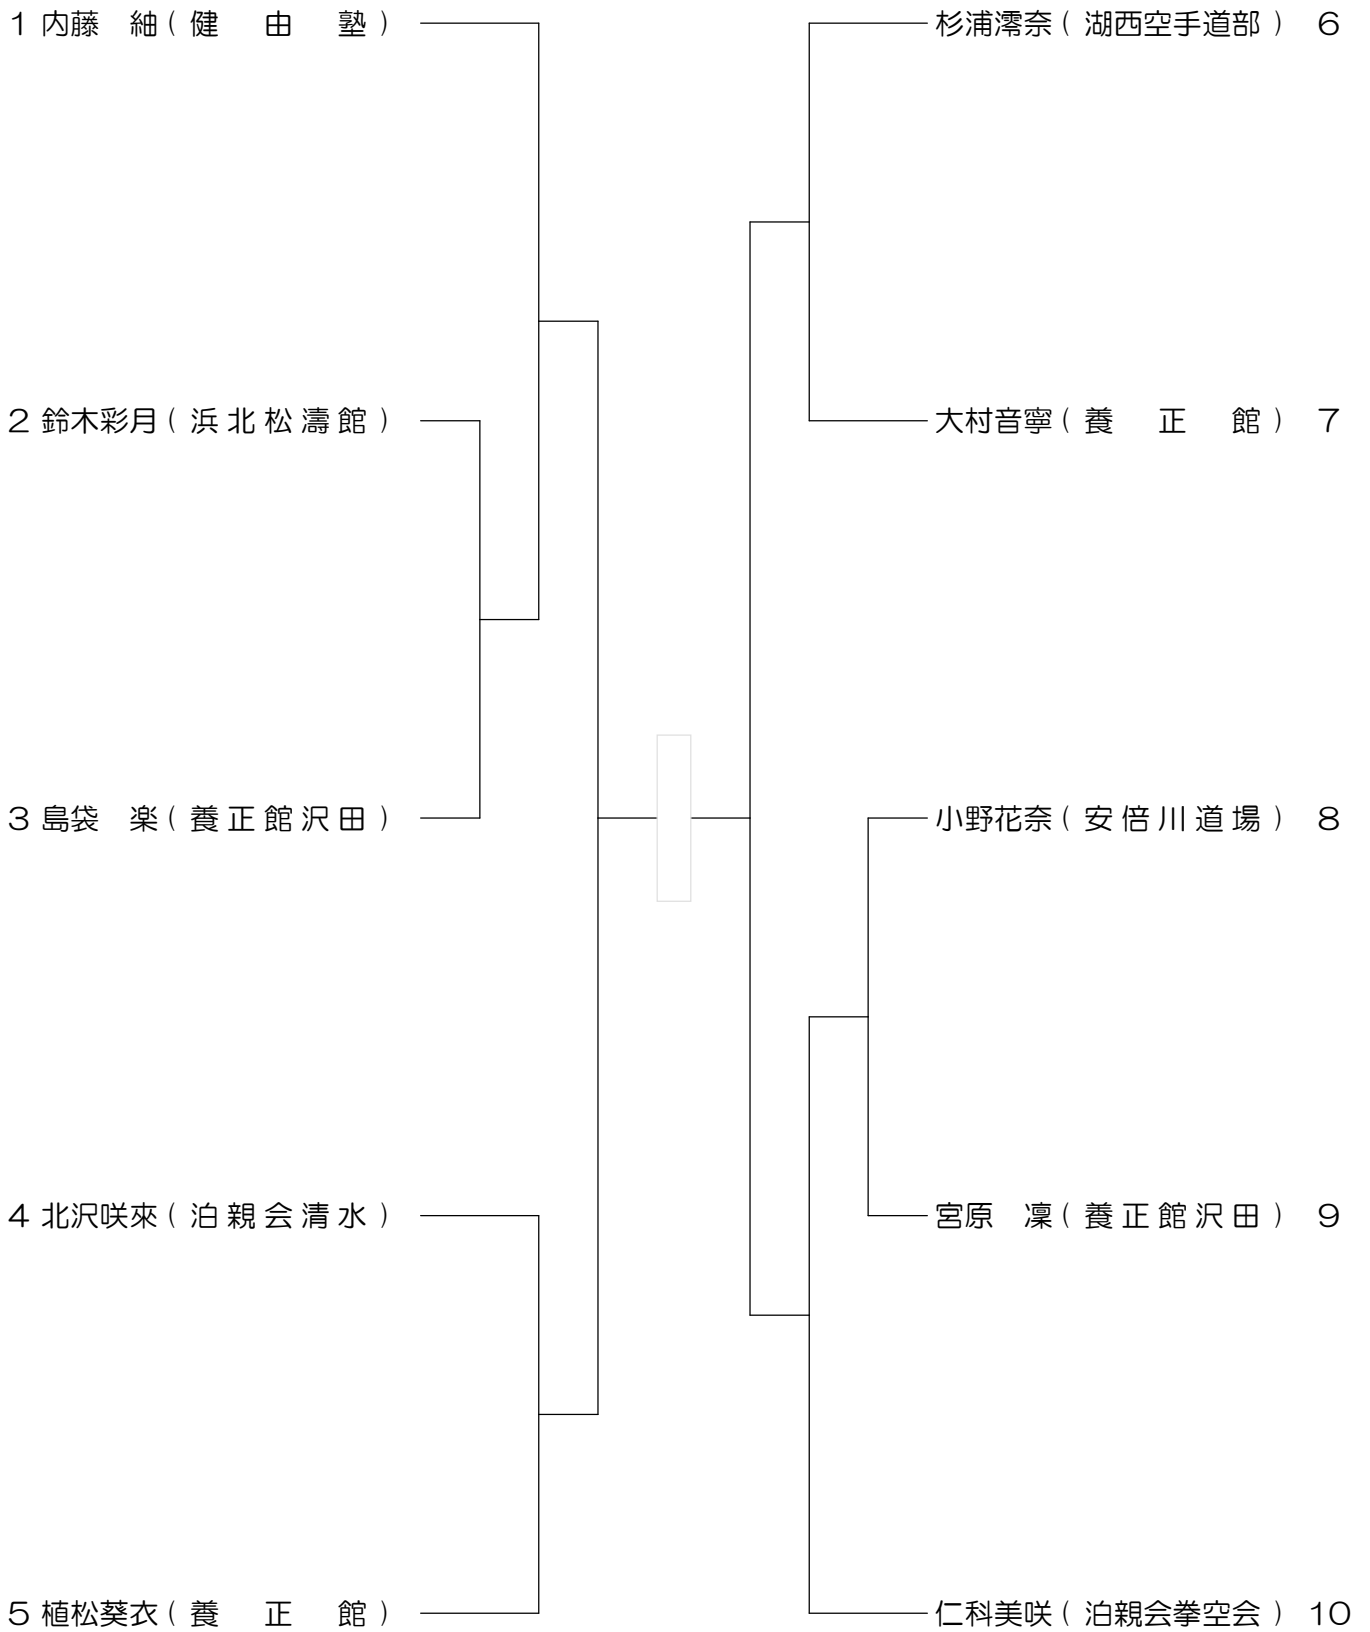 1 内藤　紬（健　由　塾）
2 鈴木彩月（浜北松濤館）
3 島袋　楽（養正館沢田）
4 北沢咲來（泊親会清水）
5 植松葵衣（養　正　館）
杉浦澪奈（湖西空手道部） 6
大村音寧（養　正　館） 7
小野花奈（安倍川道場） 8
宮原　凜（養正館沢田） 9
仁科美咲（泊親会拳空会） 10